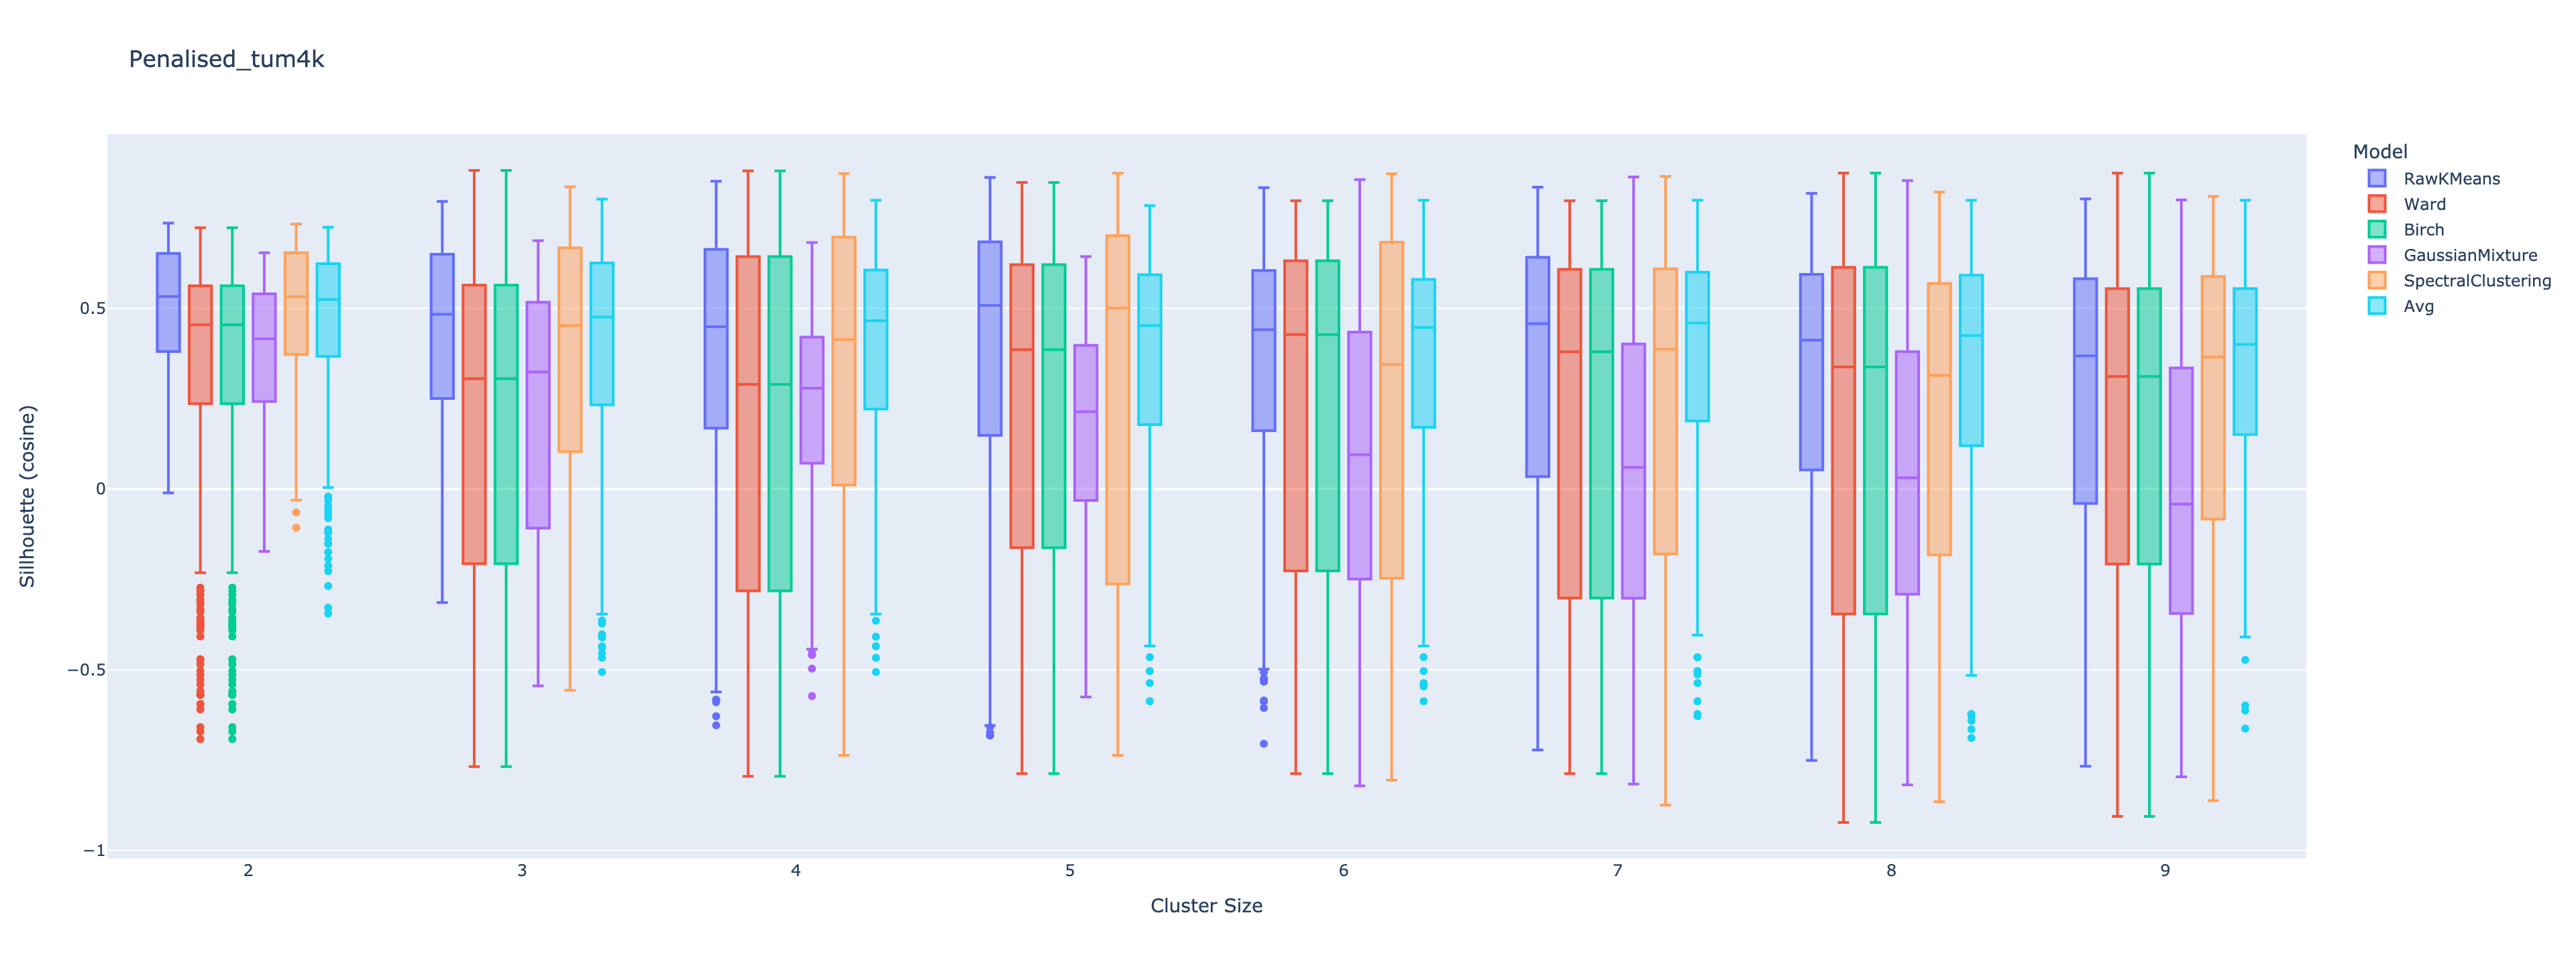 Penalised_tum4k
Model
RawKMeans
Ward
Birch
GaussianMixture
SpectralClustering
Avg
Sillhouette (cosine)
0.5
0
−0.5
−1
2 3 4 5 6 7 8 9
Cluster Size